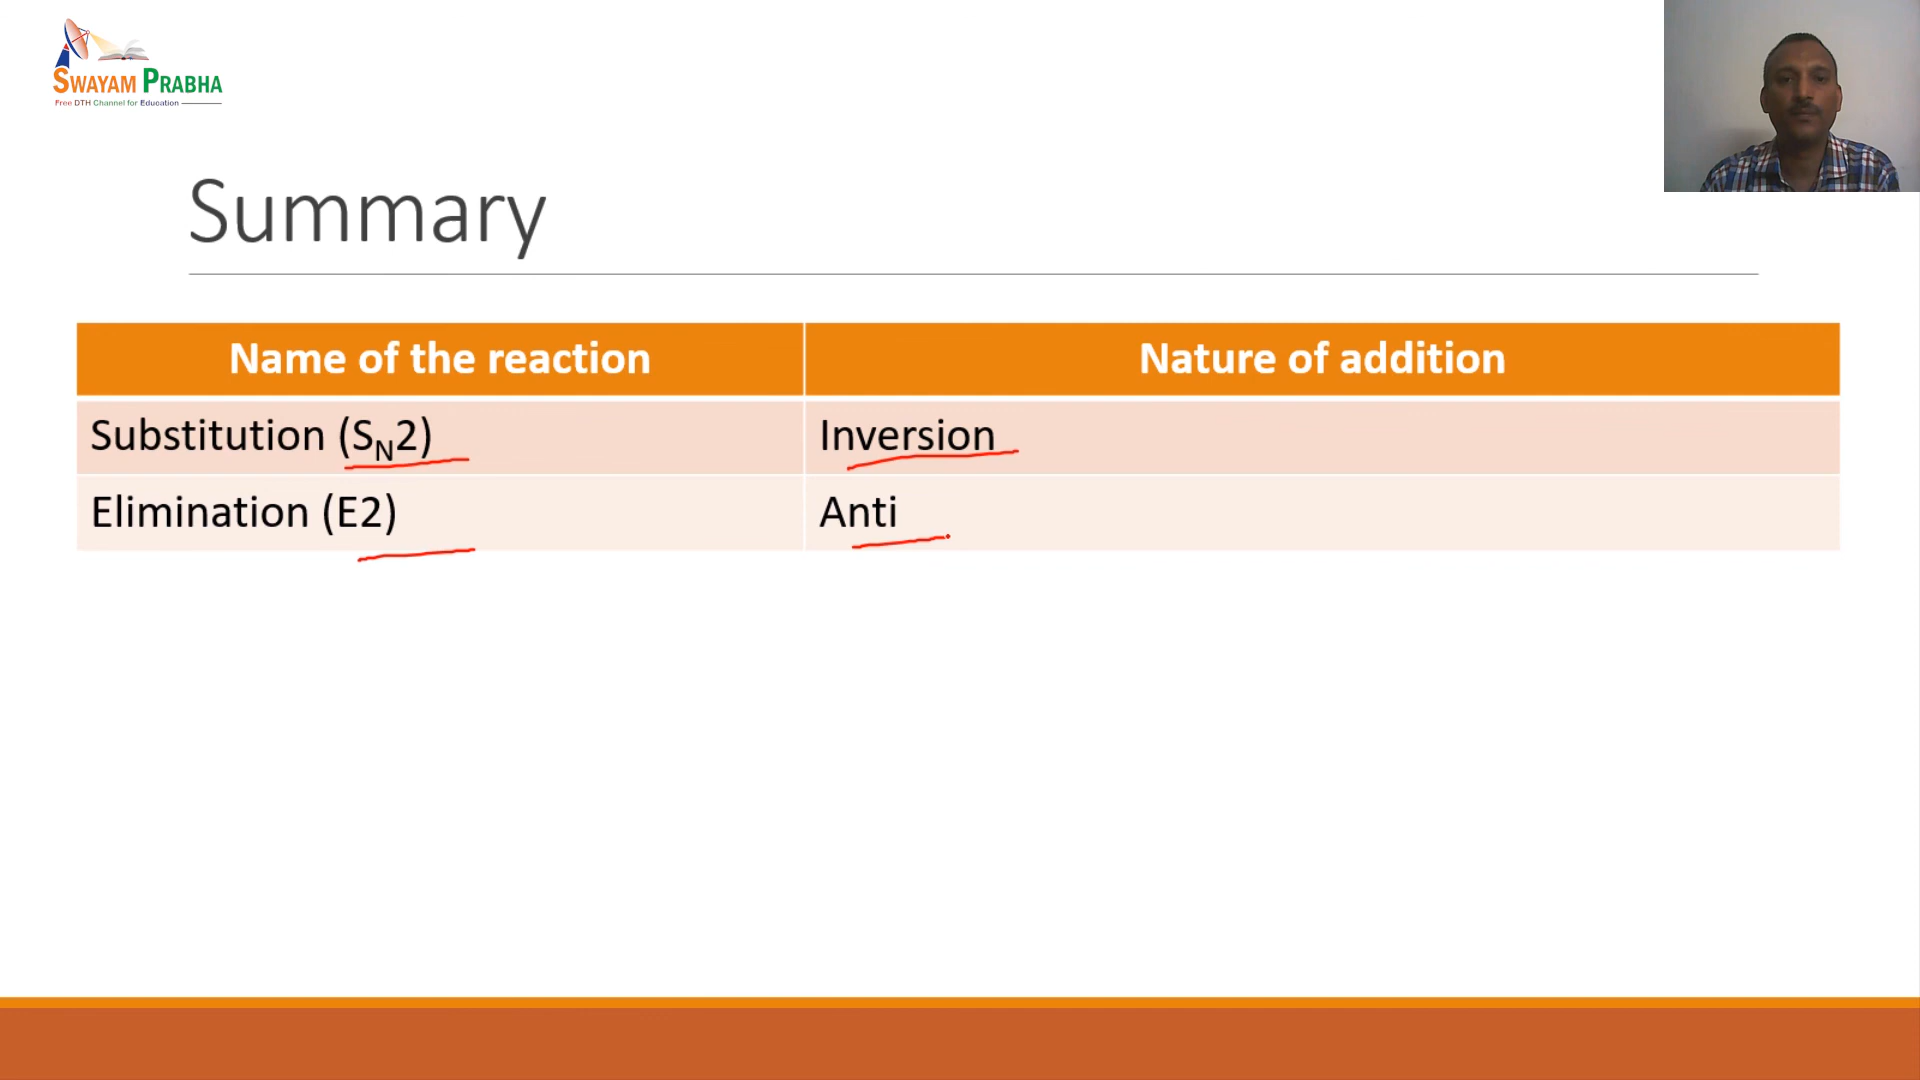 SWAYAM PRABHA
Free DTH Channel for Education
Summary
Name of the reaction
Nature of addition
Substitution (SN2)
Inversion
Elimination (E2)
Anti